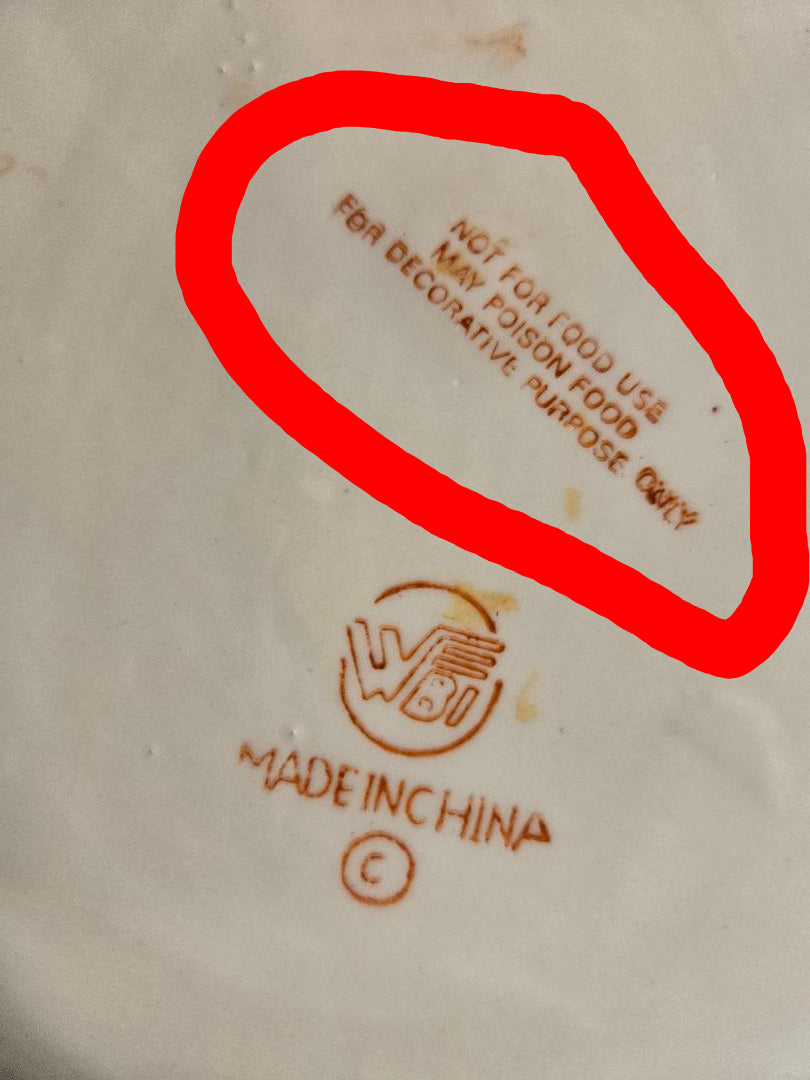 NOT FOR FOOD USE
MAY POISON FOOD
FOR DECORATIVE PURPOSE ONLY
WBI
MADE IN CHINA
©